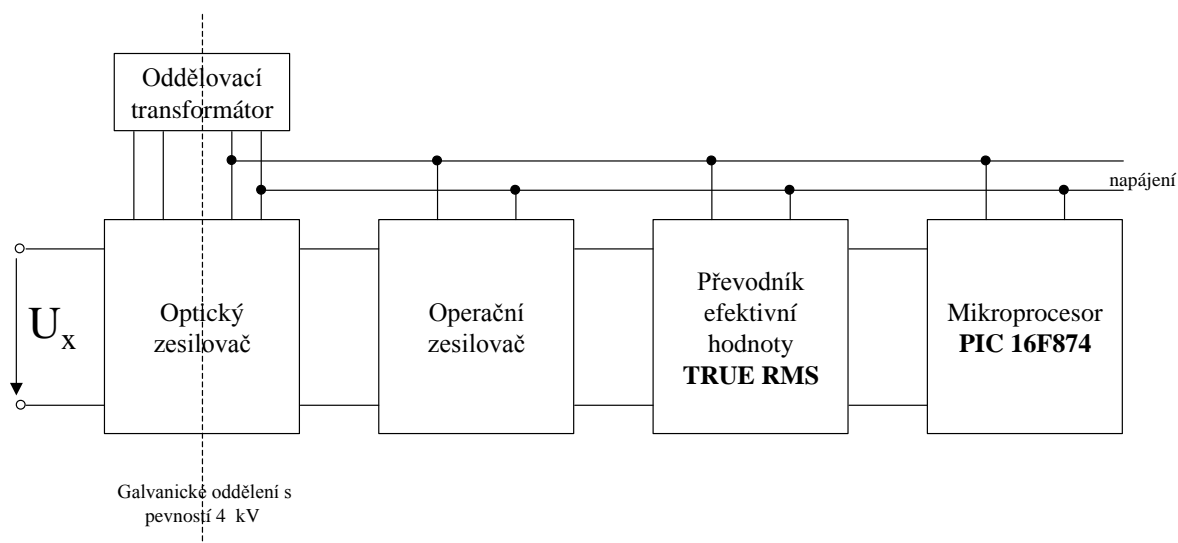 Oddělovací
transformátor
napájení
U_x
Optický
zesilovač
Operační
zesilovač
Převodník
efektivní
hodnoty
TRUE RMS
Mikroprocesor
PIC 16F874
Galvanické oddělení s
pevností 4 kV